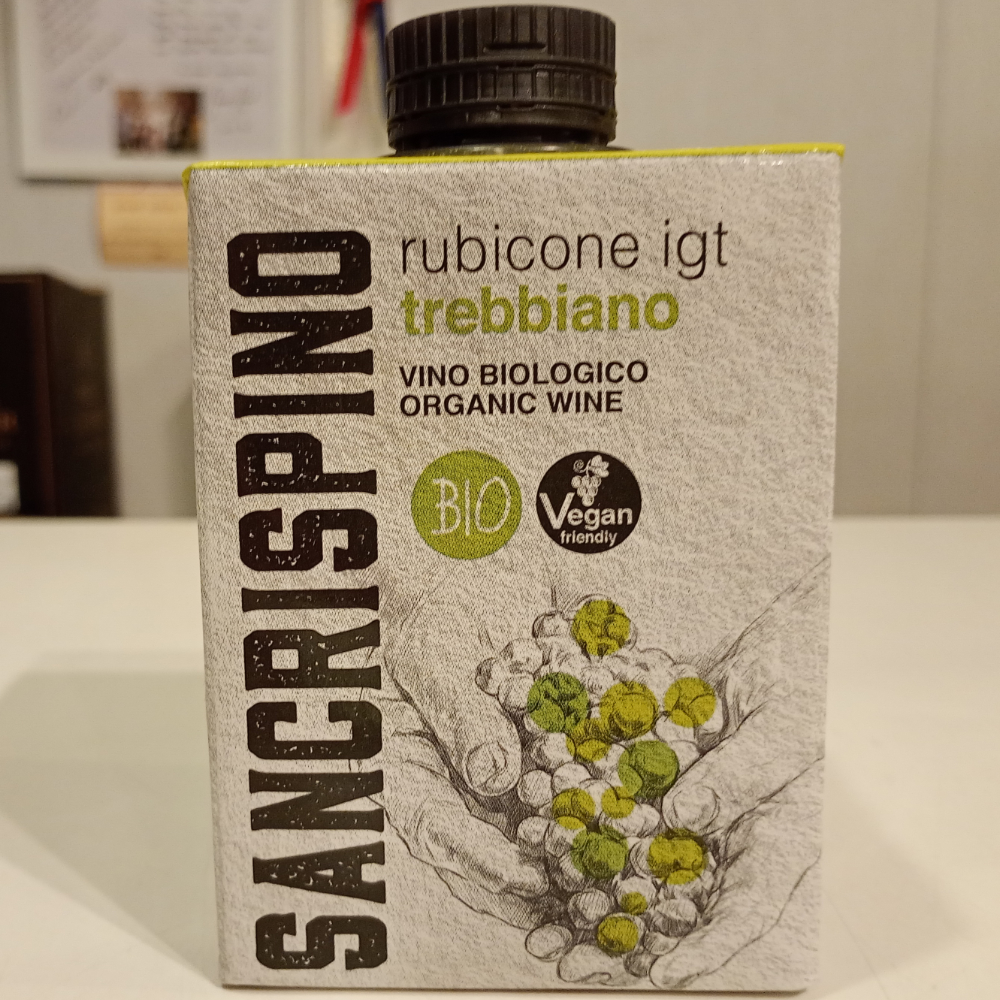 SANCRISPINO
rubicone igt
trebbiano
VINO BIOLOGICO
ORGANIC WINE
BIO
Vegan
friendly